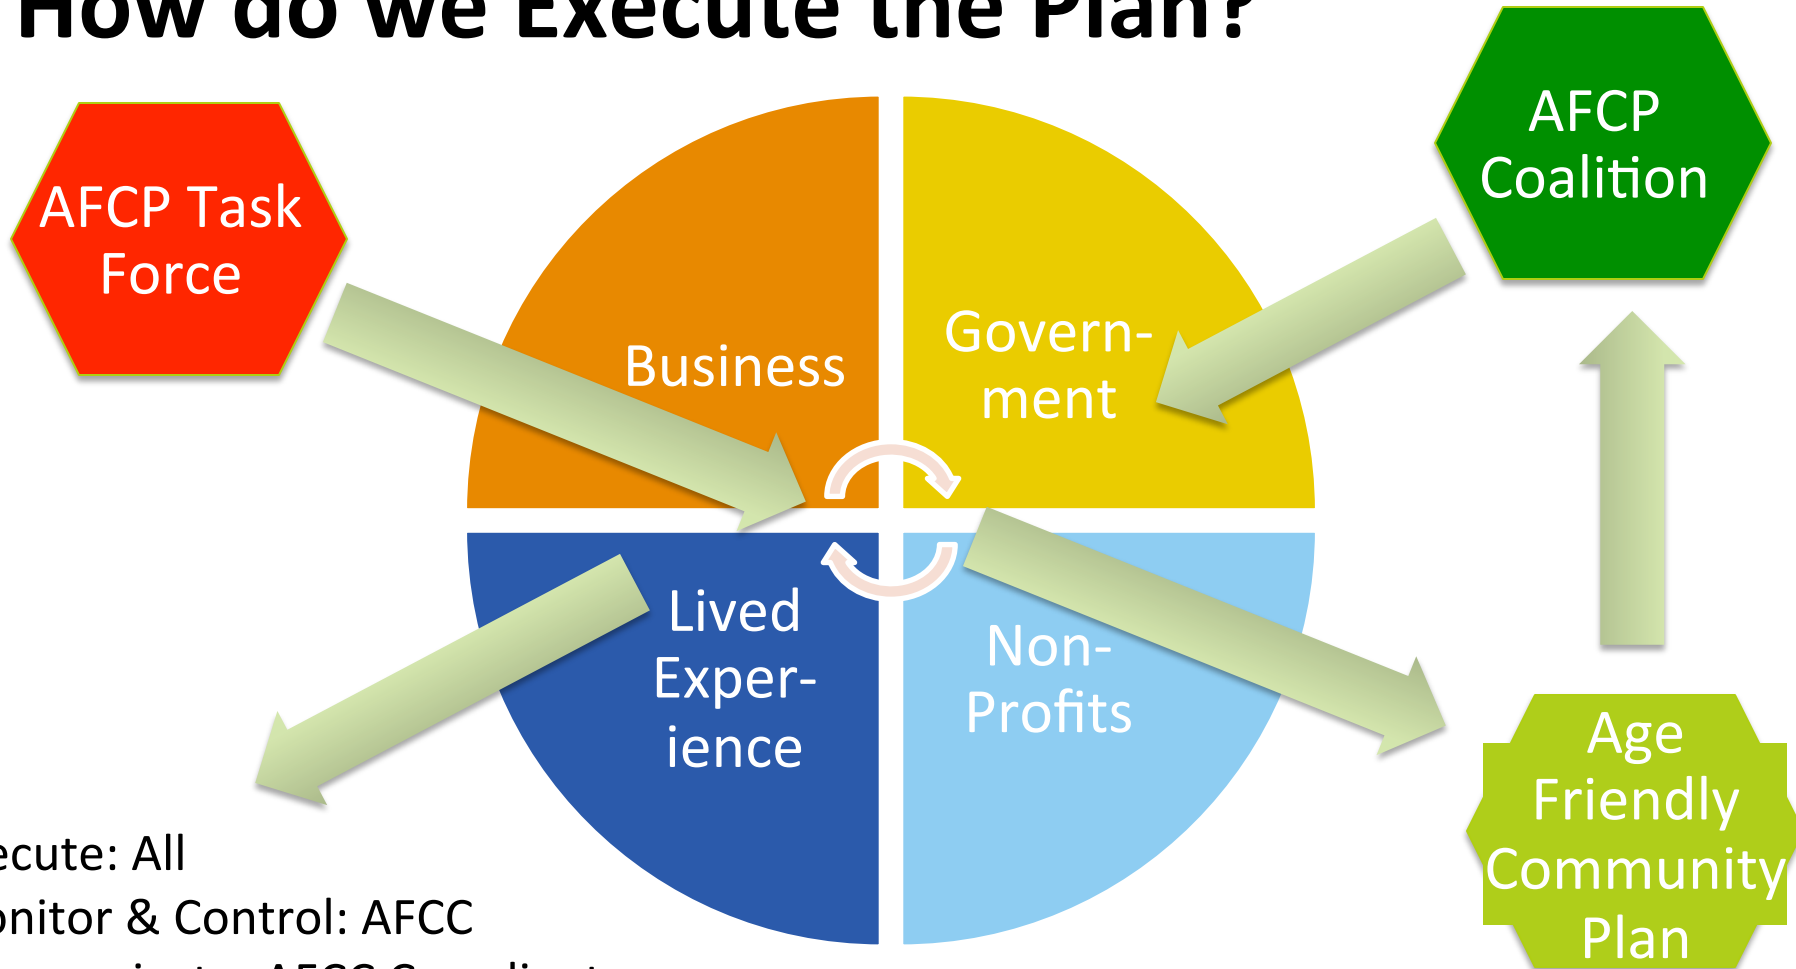 How do we Execute the Plan?
AFCP Task
Force
AFCP
Coalition
Business
Govern-
ment
Lived
Exper-
ience
Non-
Profits
Age
Friendly
Community
Plan
ecute: All
onitor & Control: AFCC
AFCC